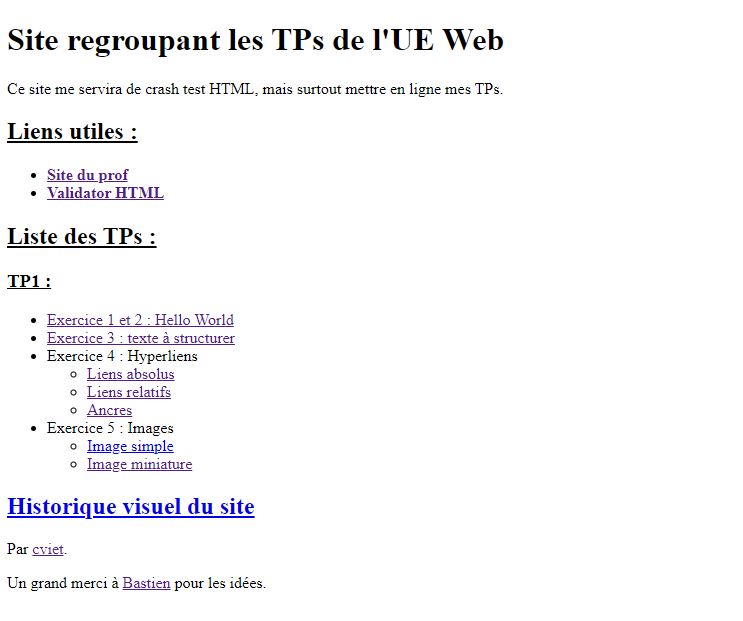 Site regroupant les TPs de l'UE Web
Ce site me servira de crash test HTML, mais surtout mettre en ligne mes TPs.
Liens utiles :
Site du prof
Validator HTML
Liste des TPs :
TP1 :
Exercice 1 et 2 : Hello World
Exercice 3 : texte à structurer
Exercice 4 : Hyperliens
Liens absolus
Liens relatifs
Ancres
Exercice 5 : Images
Image simple
Image miniature
Historique visuel du site
Par cviet.
Un grand merci à Bastien pour les idées.